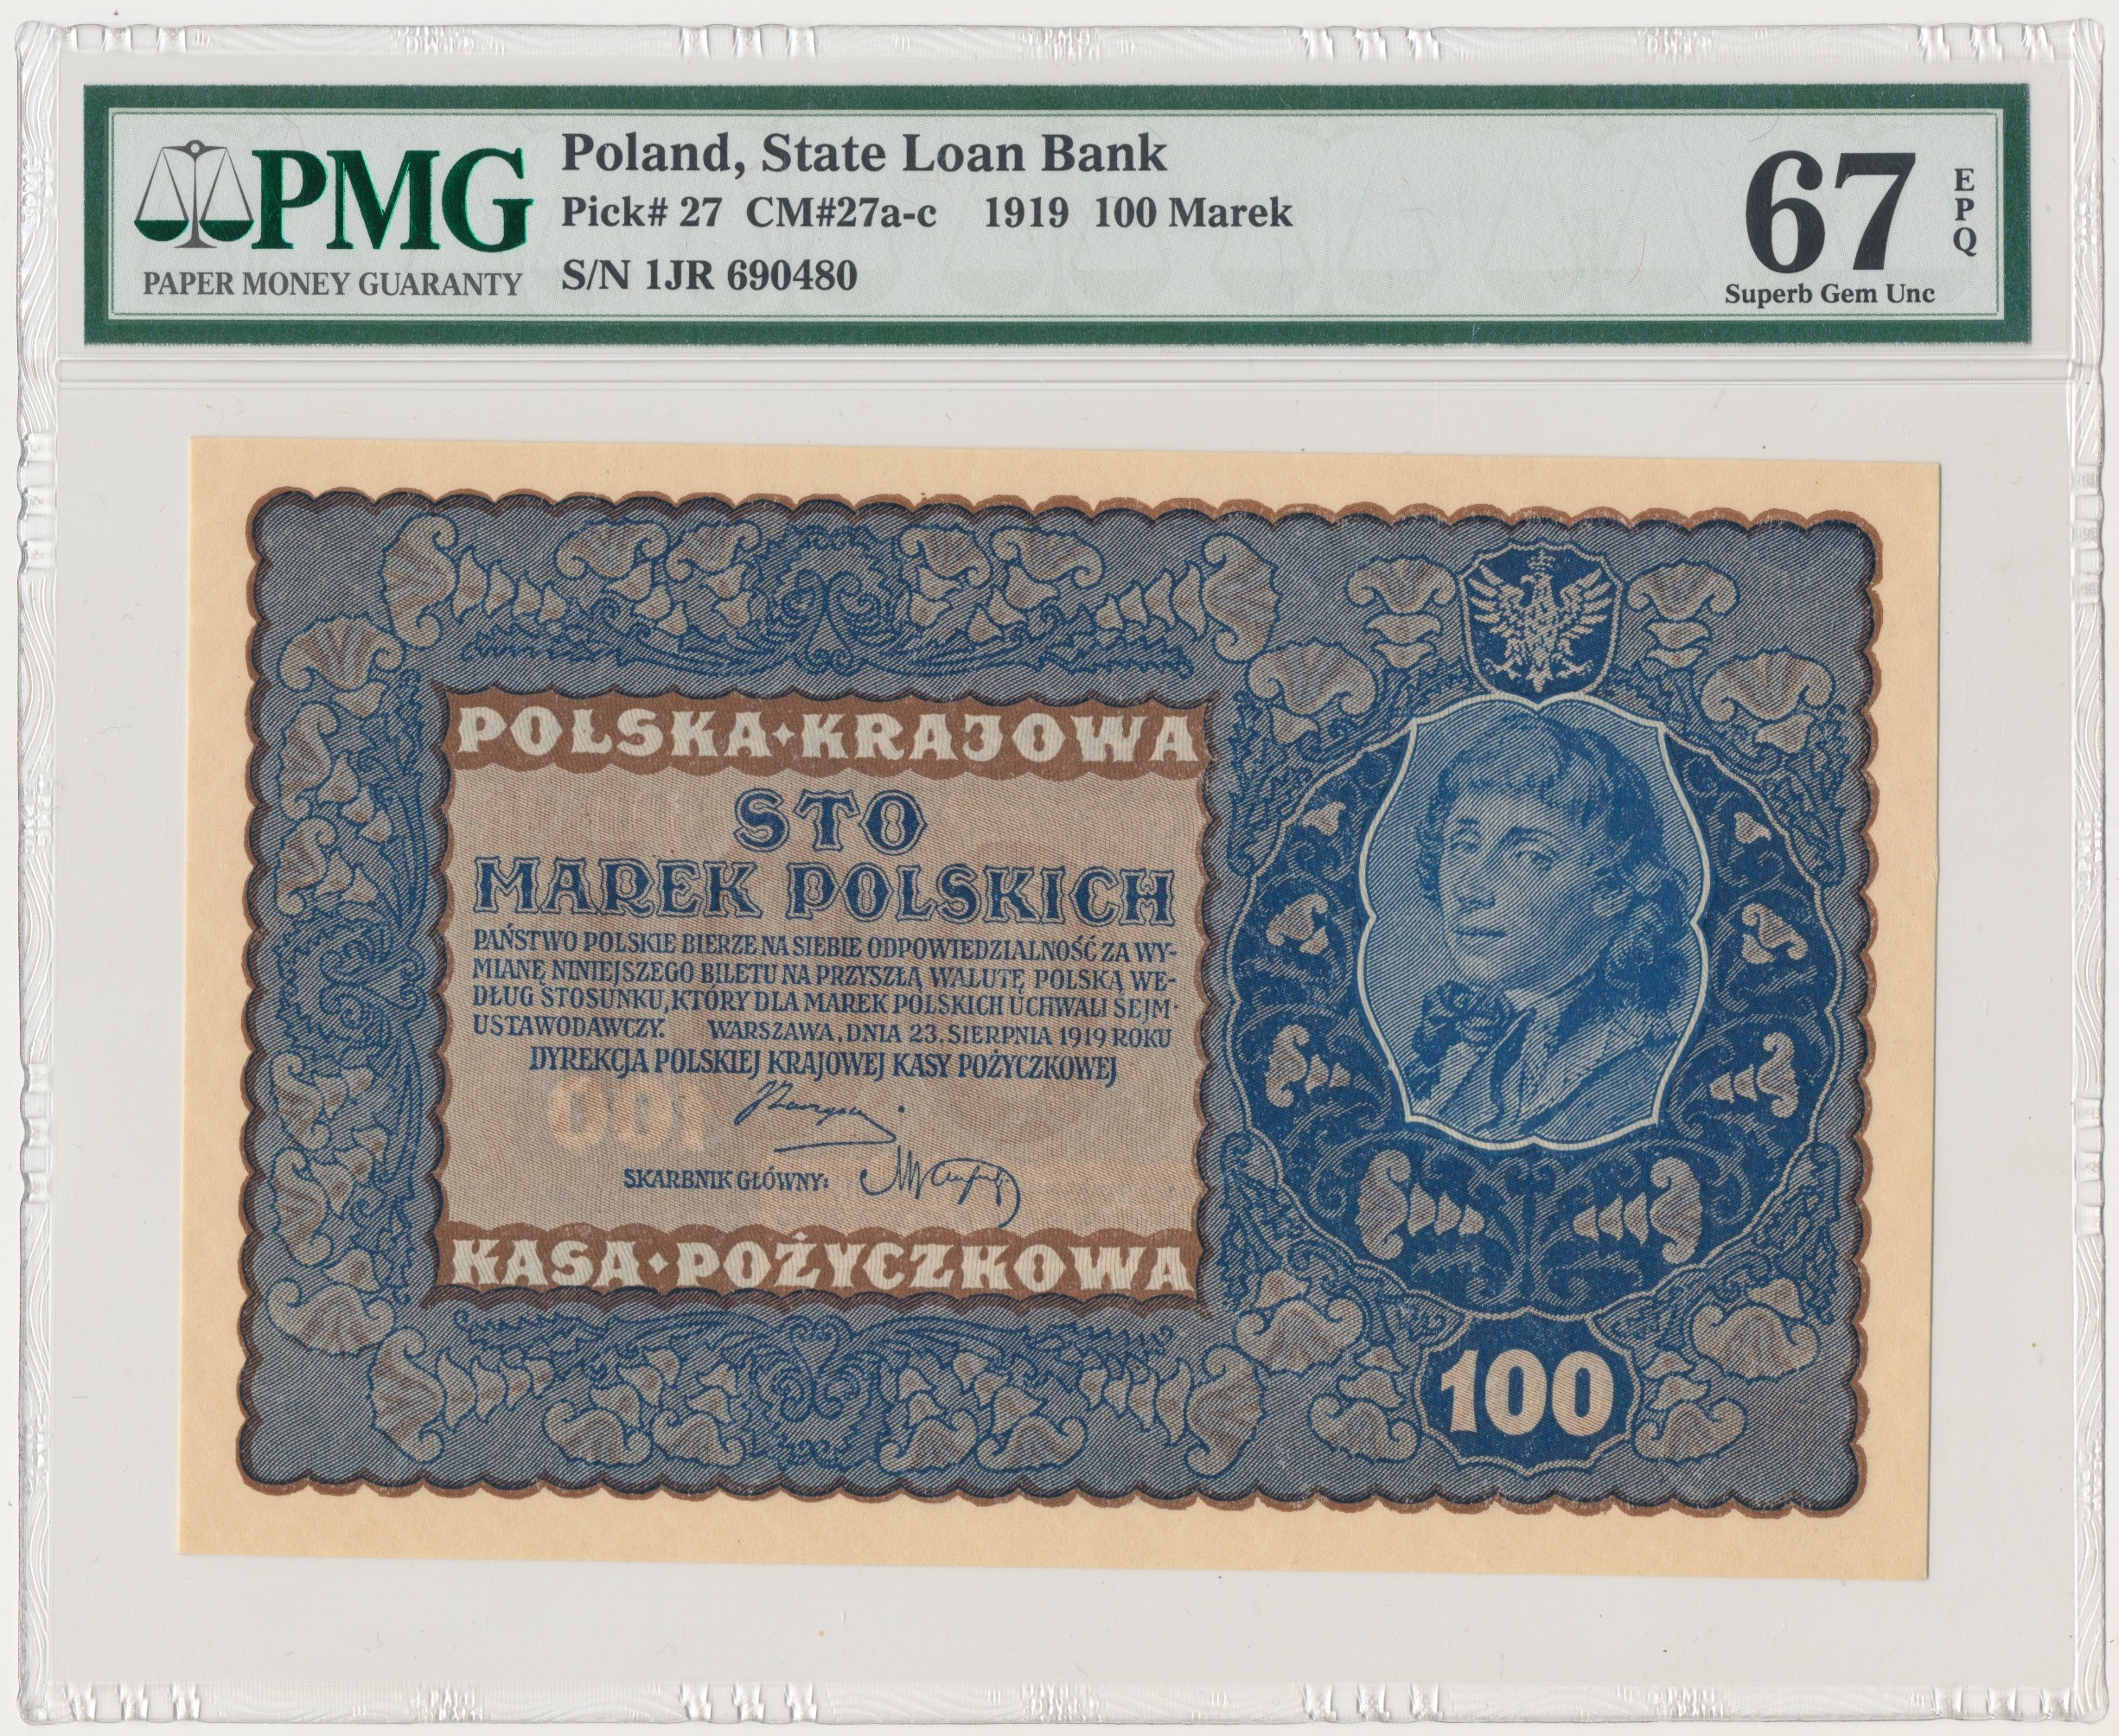 PMG
PAPER MONEY GUARANTY
Poland, State Loan Bank
Pick# 27 CM#27a-c 1919 100 Marek
S/N 1JR 690480
67
EPQ
Superb Gem Unc
POLSKA·KRAJOWA
STO
MAREK POLSKICH
PAŃSTWO POLSKIE BIERZE NA SIEBIE ODPOWIEDZIALNOŚĆ ZA WY-
MIANĘ NINIEJSZEGO BILETU NA PRZYSZŁĄ WALUTĘ POLSKĄ WE-
DŁUG STOSUNKU, KTÓRY DLA MAREK POLSKICH UCHWALI SEJM·
USTAWODAWCZY. WARSZAWA, DNIA 23. SIERPNIA 1919 ROKU
DYREKCJA POLSKIEJ KRAJOWEJ KASY POŻYCZKOWEJ
SKARBNIK GŁÓWNY:
KASA·POŻYCZKOWA
100